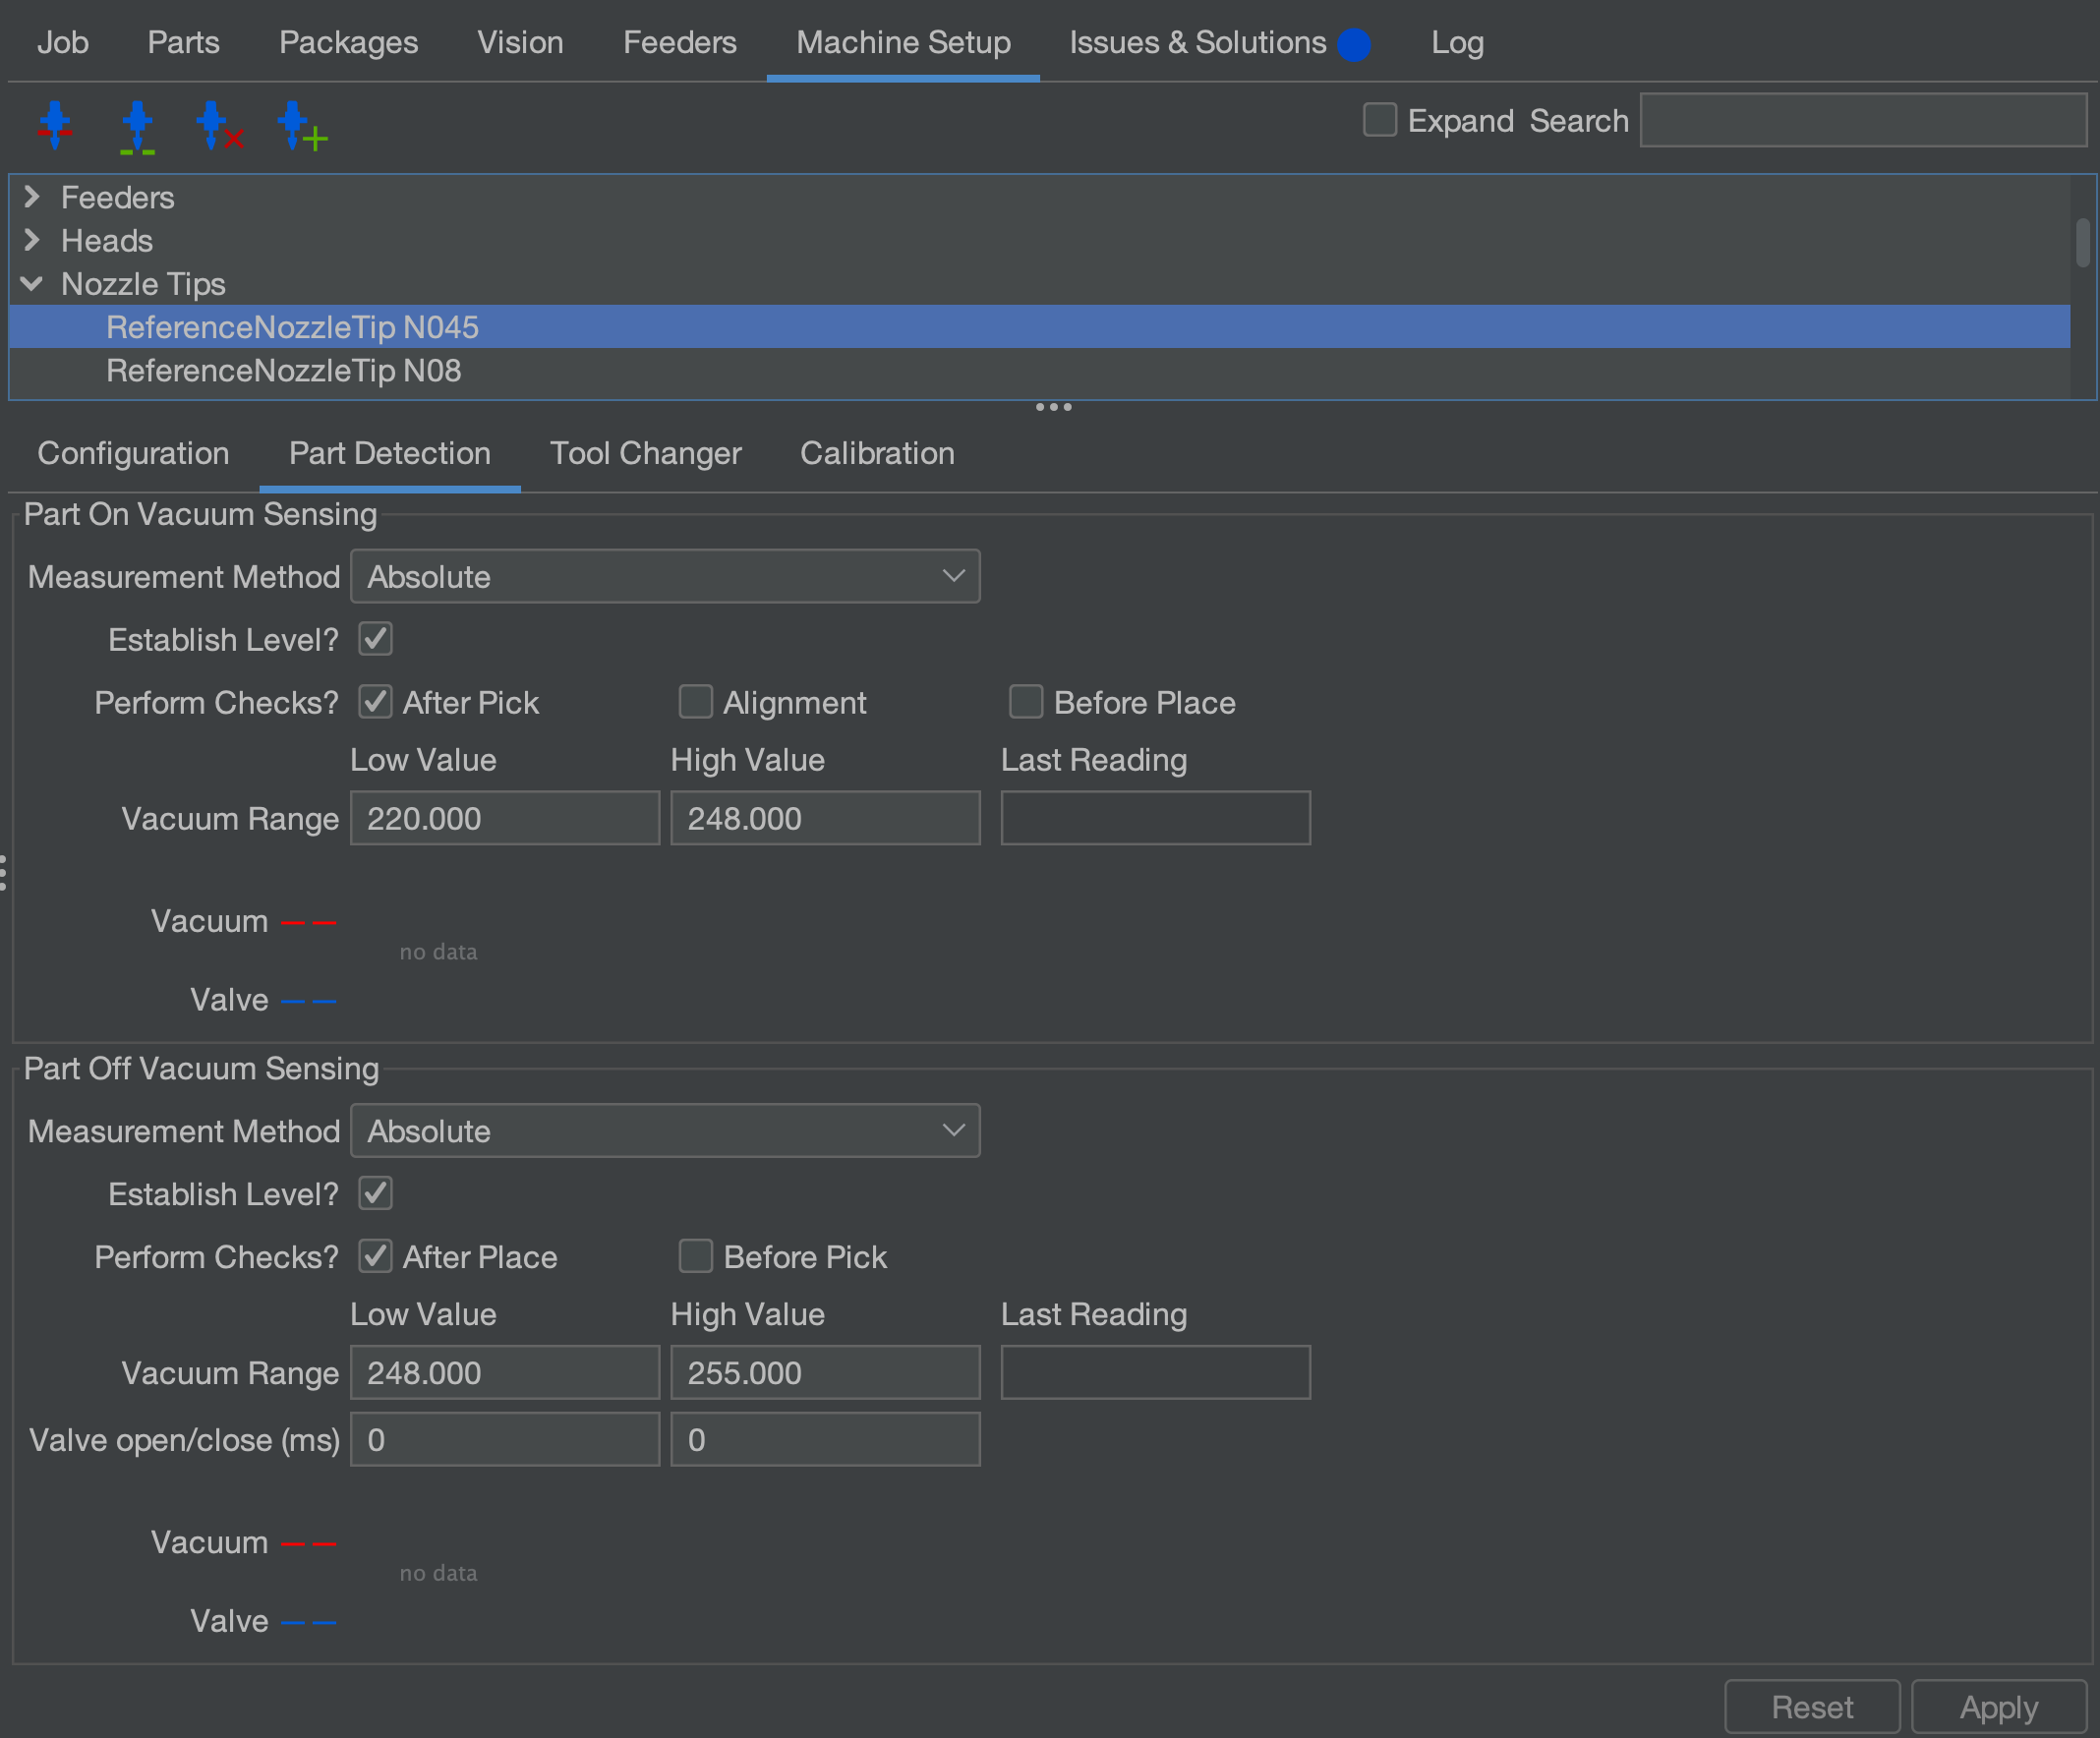 Job Parts Packages Vision Feeders Machine Setup Issues & Solutions Log
Expand Search
Feeders
Heads
Nozzle Tips
ReferenceNozzleTip N045
ReferenceNozzleTip N08
Configuration Part Detection Tool Changer Calibration
Part On Vacuum Sensing
Measurement Method Absolute
Establish Level?
Perform Checks? After Pick Alignment Before Place
Low Value High Value Last Reading
Vacuum Range 220.000 248.000
Vacuum
no data
Valve
Part Off Vacuum Sensing
Measurement Method Absolute
Establish Level?
Perform Checks? After Place Before Pick
Low Value High Value Last Reading
Vacuum Range 248.000 255.000
Valve open/close (ms) 0 0
Vacuum
no data
Valve
Reset Apply